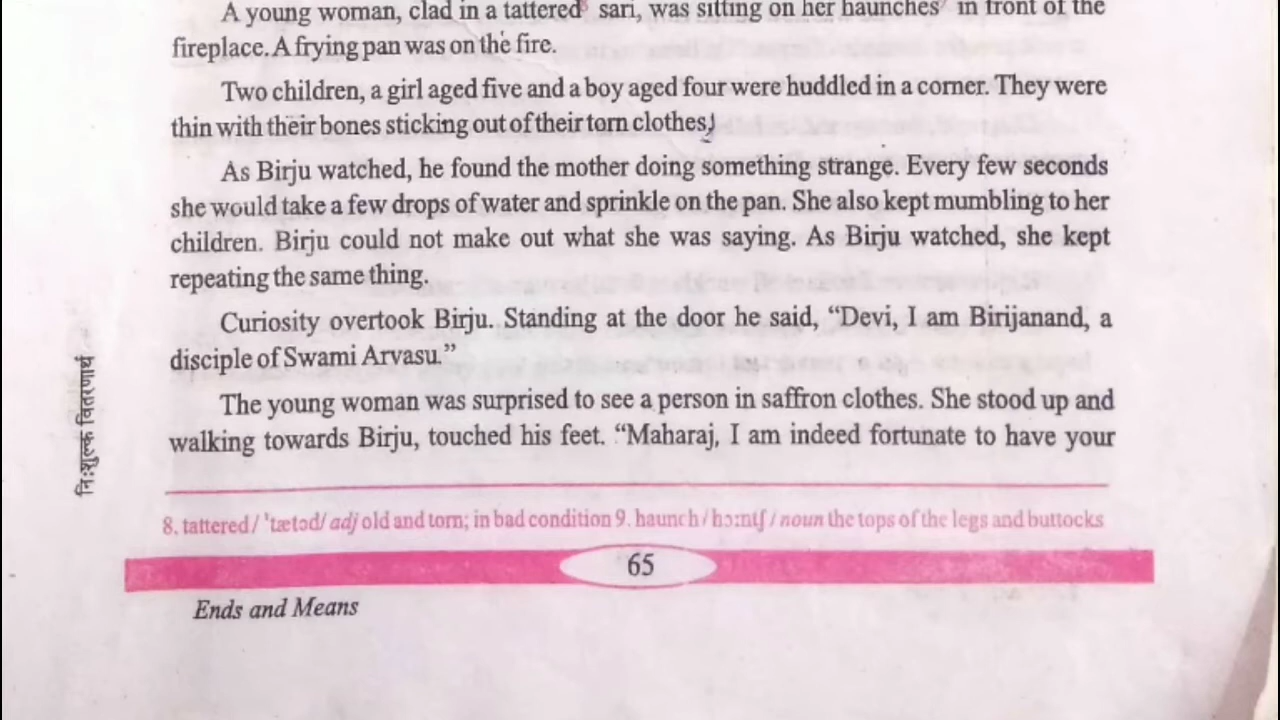 A young woman, clad in a tattered⁸ sari, was sitting on her haunches⁹ in front of the
fireplace. A frying pan was on the fire.
Two children, a girl aged five and a boy aged four were huddled in a corner. They were
thin with their bones sticking out of their torn clothes.
As Birju watched, he found the mother doing something strange. Every few seconds
she would take a few drops of water and sprinkle on the pan. She also kept mumbling to her
children. Birju could not make out what she was saying. As Birju watched, she kept
repeating the same thing.
Curiosity overtook Birju. Standing at the door he said, “Devi, I am Birijanand, a
disciple of Swami Arvasu.”
The young woman was surprised to see a person in saffron clothes. She stood up and
walking towards Birju, touched his feet. “Maharaj, I am indeed fortunate to have your
8. tattered / 'tætəd/ adj old and torn; in bad condition 9. haunch / hɔːntʃ / noun the tops of the legs and buttocks
65
Ends and Means
निःशुल्क वितरणार्थ